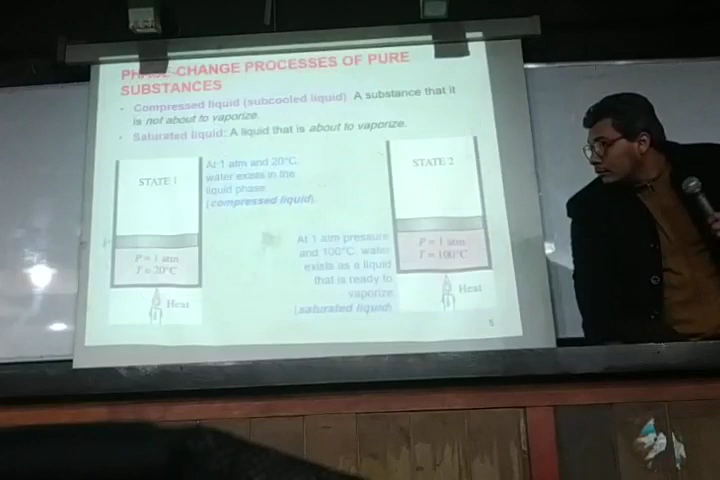 PHASE-CHANGE PROCESSES OF PURE
SUBSTANCES
• Compressed liquid (subcooled liquid): A substance that it
is not about to vaporize.
• Saturated liquid: A liquid that is about to vaporize.
STATE 1
P = 1 atm
T = 20°C
Heat
At 1 atm and 20°C,
water exists in the
liquid phase
(compressed liquid).
At 1 atm pressure
and 100°C, water
exists as a liquid
that is ready to
vaporize
(saturated liquid)
STATE 2
P = 1 atm
T = 100°C
Heat